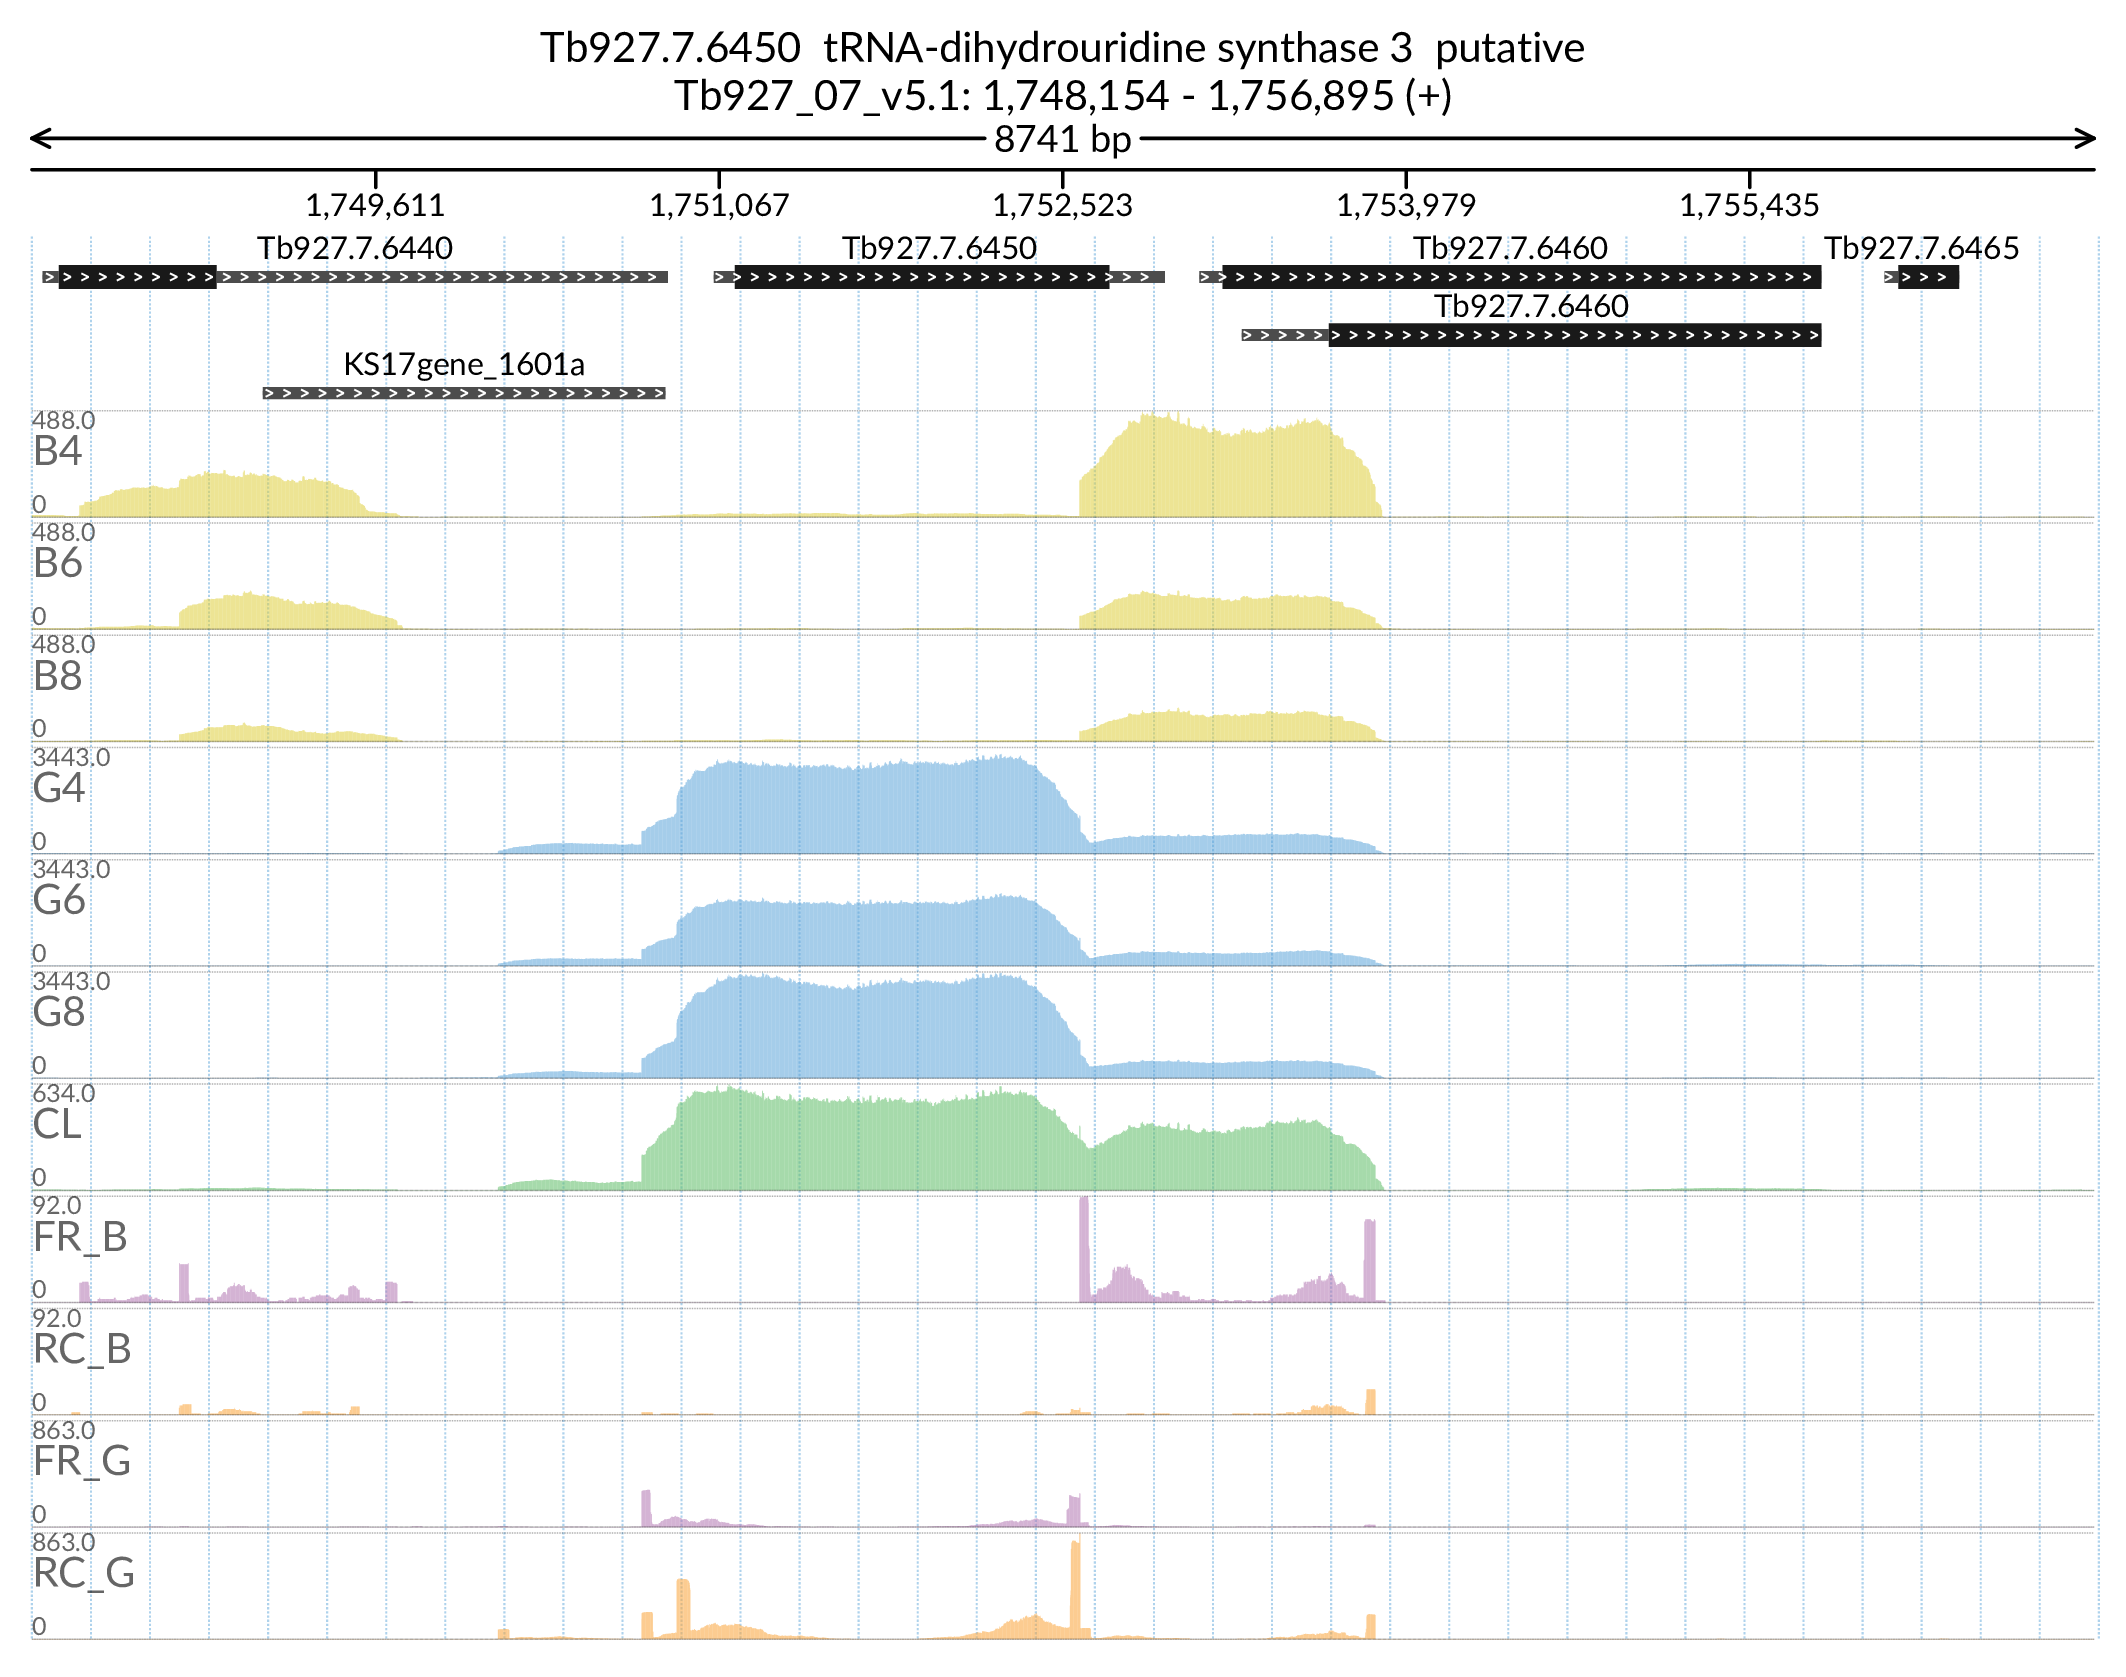 Tb927.7.6450 tRNA-dihydrouridine synthase 3 putative
Tb927_07_v5.1: 1,748,154 - 1,756,895 (+)
8741 bp
1,749,611 1,751,067 1,752,523 1,753,979 1,755,435
Tb927.7.6440 Tb927.7.6450 Tb927.7.6460 Tb927.7.6465
Tb927.7.6460
KS17gene_1601a
488.0
B4
0
488.0
B6
0
488.0
B8
0
3443.0
G4
0
3443.0
G6
0
3443.0
G8
0
634.0
CL
0
92.0
FR_B
0
92.0
RC_B
0
863.0
FR_G
0
863.0
RC_G
0